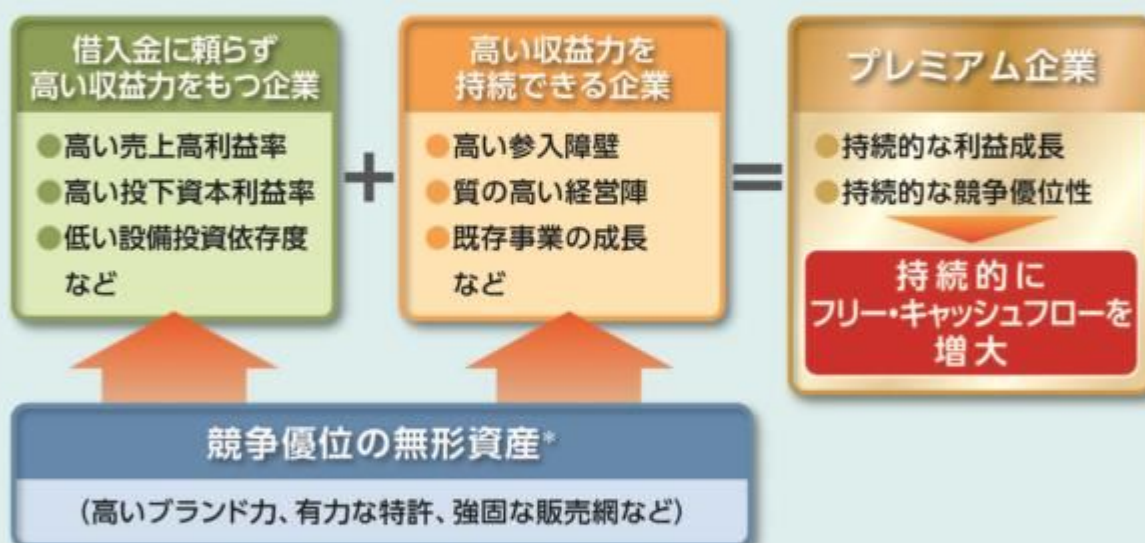 借入金に頼らず
高い収益力をもつ企業
●高い売上高利益率
●高い投下資本利益率
●低い設備投資依存度
など
+
高い収益力を
持続できる企業
●高い参入障壁
●質の高い経営陣
●既存事業の成長
など
=
プレミアム企業
●持続的な利益成長
●持続的な競争優位性
持続的に
フリー・キャッシュフローを
増大
競争優位の無形資産*
(高いブランド力、有力な特許、強固な販売網など)